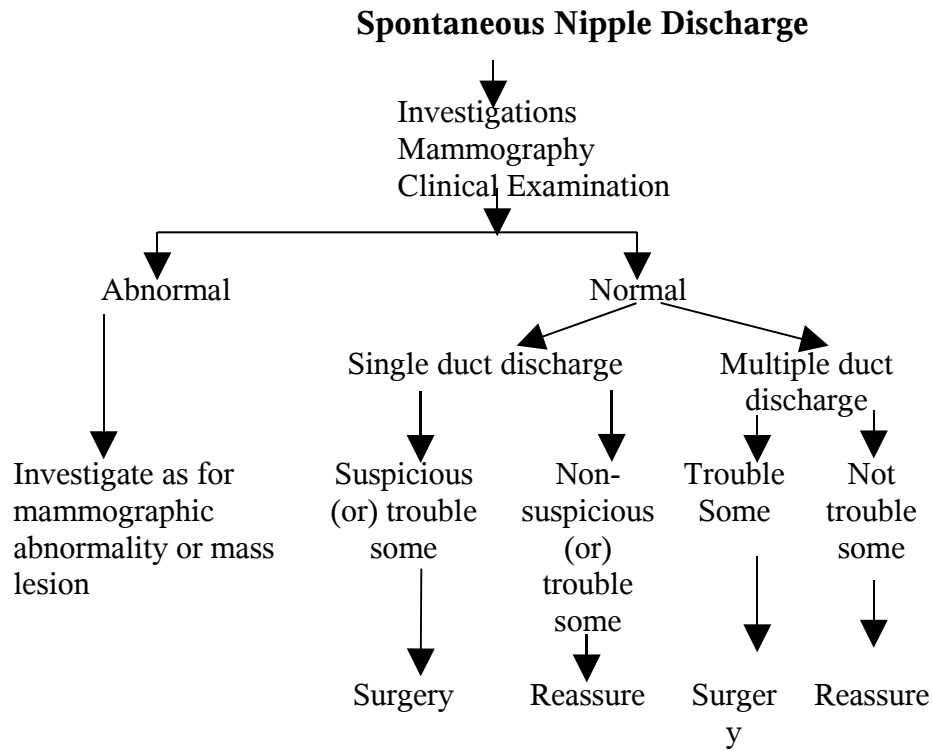 Spontaneous Nipple Discharge
Investigations
Mammography
Clinical Examination
Abnormal
Normal
Single duct discharge
Multiple duct
discharge
Investigate as for
mammographic
abnormality or mass
lesion
Suspicious
(or) trouble
some
Non-
suspicious
(or)
trouble
some
Trouble
Some
Not
trouble
some
Surgery
Reassure
Surger
y
Reassure